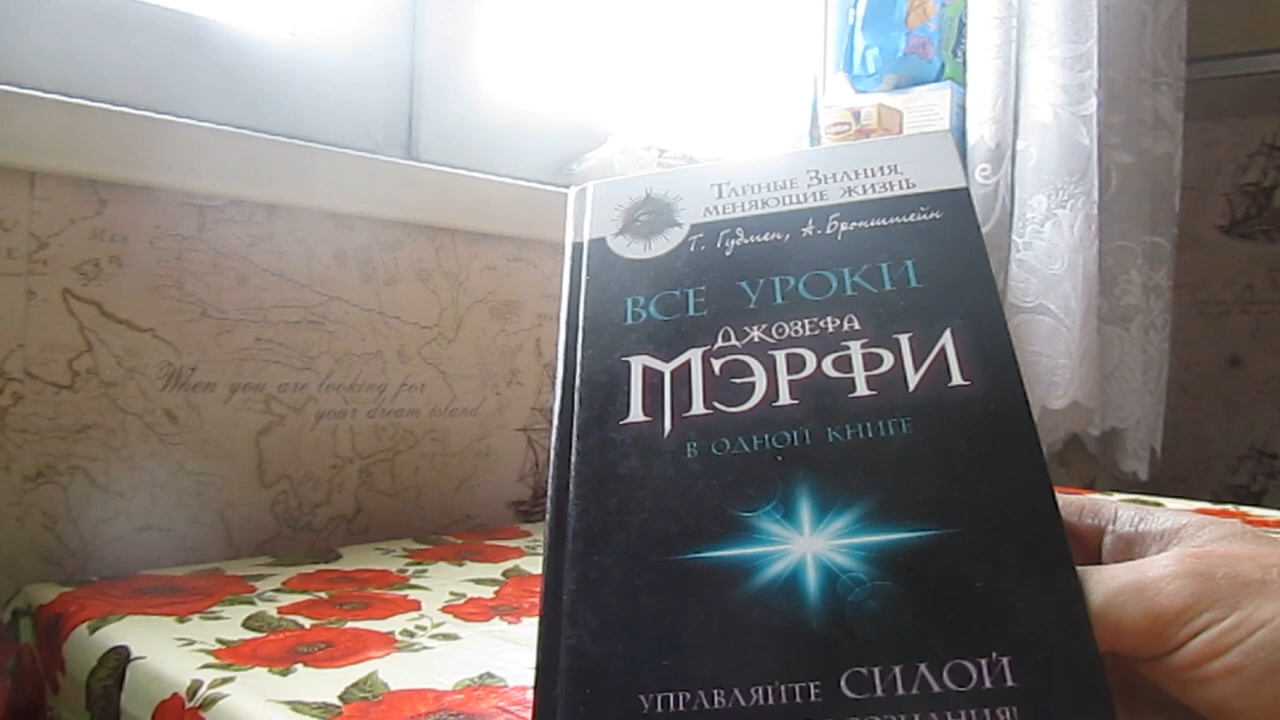 Тайные Знания,
меняющие жизнь
Т. Гудмен, А. Бронштейн
ВСЕ УРОКИ
ДЖОЗЕФА
МЭРФИ
В ОДНОЙ КНИГЕ
УПРАВЛЯЙТЕ СИЛОЙ
When you are looking for
your dream island